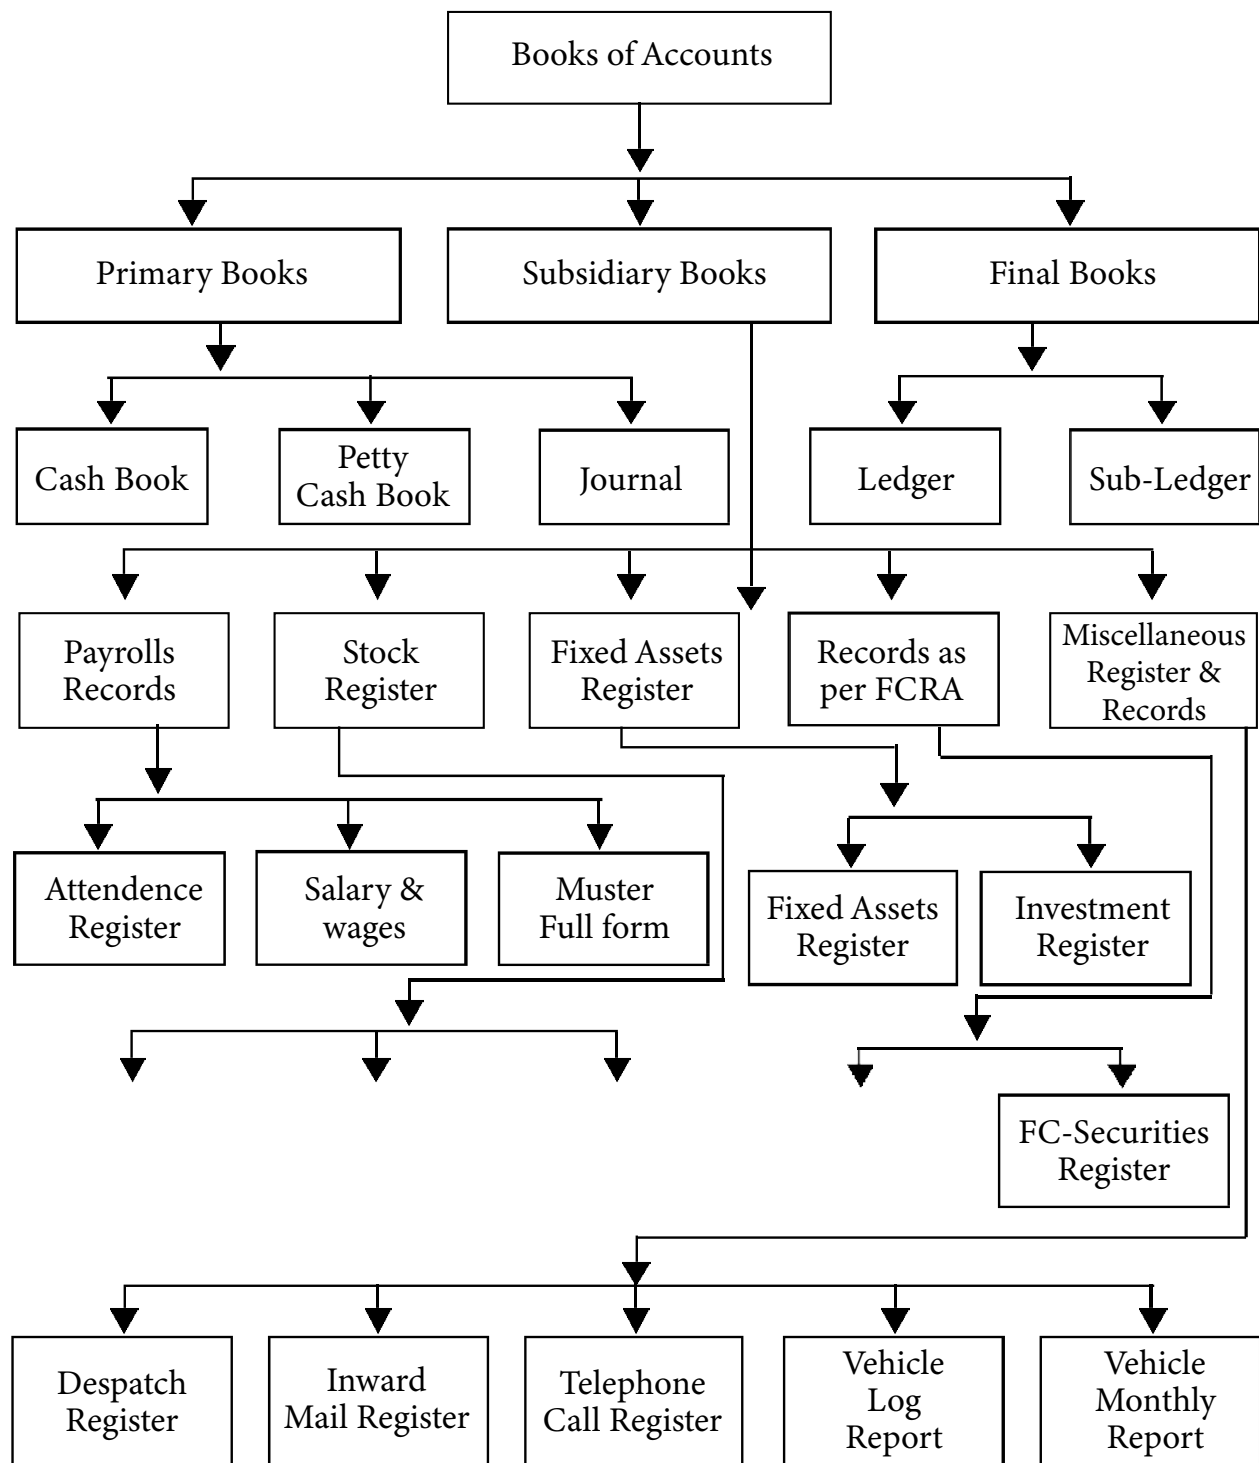 Books of Accounts
Primary Books
Subsidiary Books
Final Books
Cash Book
Petty
Cash Book
Journal
Ledger
Sub-Ledger
Payrolls
Records
Stock
Register
Fixed Assets
Register
Records as
per FCRA
Miscellaneous
Register &
Records
Attendence
Register
Salary &
wages
Muster
Full form
Fixed Assets
Register
Investment
Register
FC-Securities
Register
Despatch
Register
Inward
Mail Register
Telephone
Call Register
Vehicle
Log
Report
Vehicle
Monthly
Report